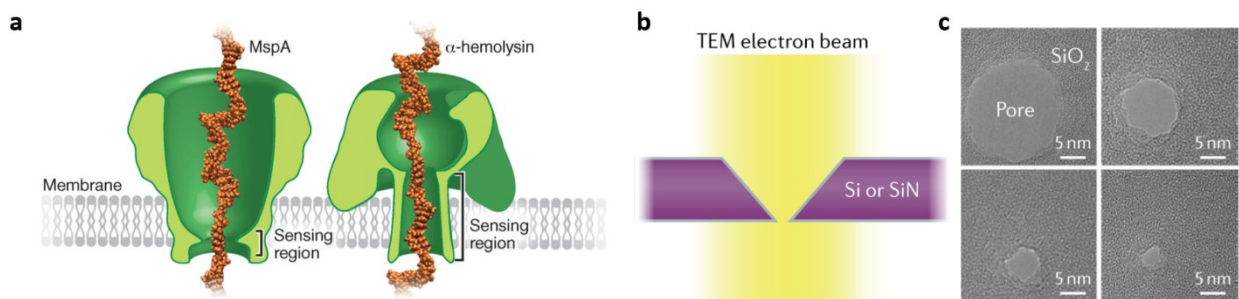 a
MspA
α-hemolysin
Membrane
Sensing
region
Sensing
region
b
TEM electron beam
Si or SiN
c
SiO2
Pore
5 nm
5 nm
5 nm
5 nm